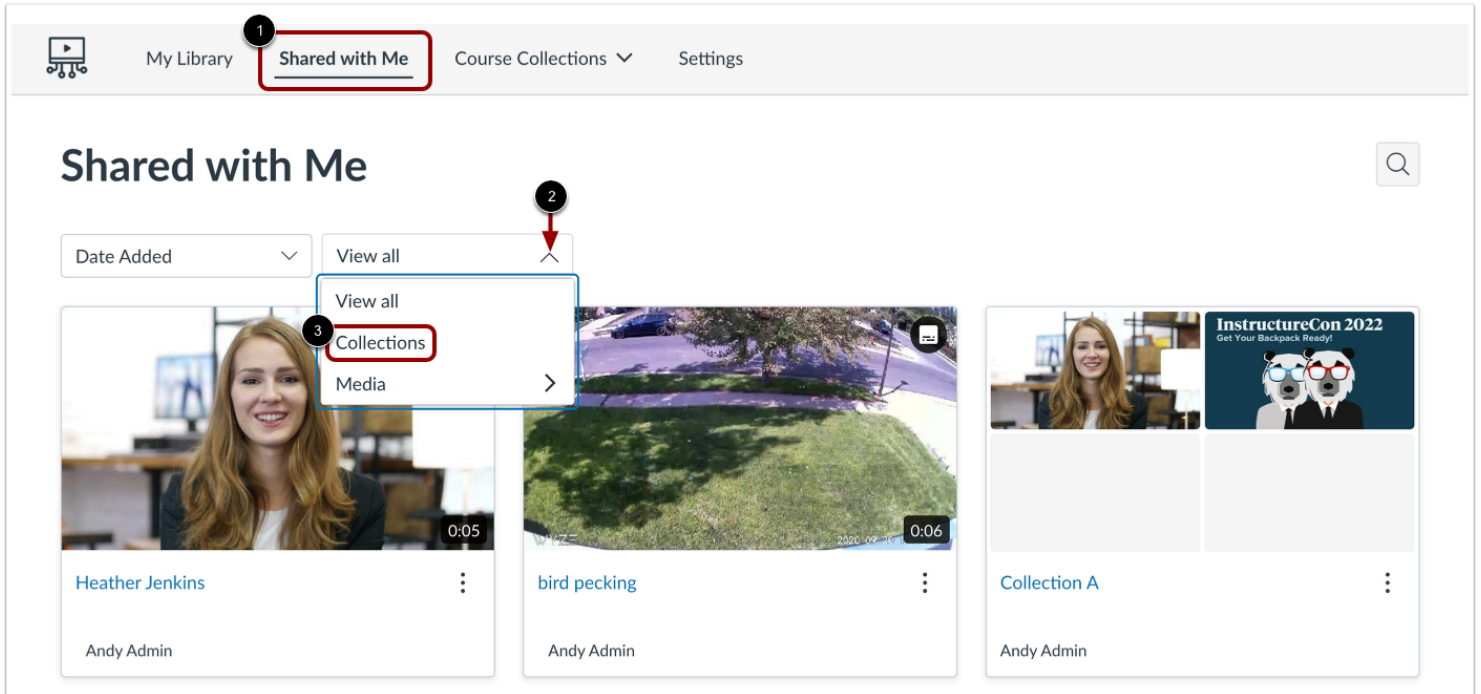 1
My Library Shared with Me Course Collections Settings
Shared with Me
2
Date Added View all
View all
3
Collections
Media
InstructureCon 2022
Get Your Backpack Ready!
0:05 WYZE 0:06
Heather Jenkins bird pecking Collection A
Andy Admin Andy Admin Andy Admin